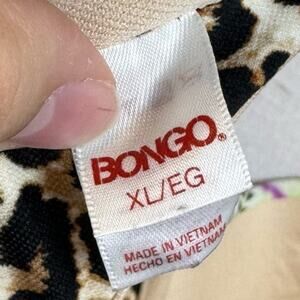 BONGO®
XL/EG
MADE IN VIETNAM
HECHO EN VIETNAM